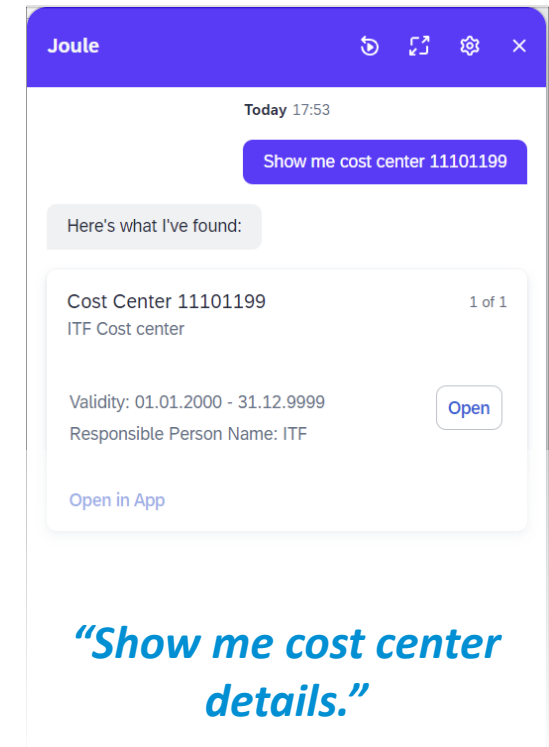 Joule
Today 17:53
Show me cost center 11101199
Here's what I've found:
Cost Center 11101199
1 of 1
ITF Cost center
Validity: 01.01.2000 - 31.12.9999
Open
Responsible Person Name: ITF
Open in App
“Show me cost center
details.”